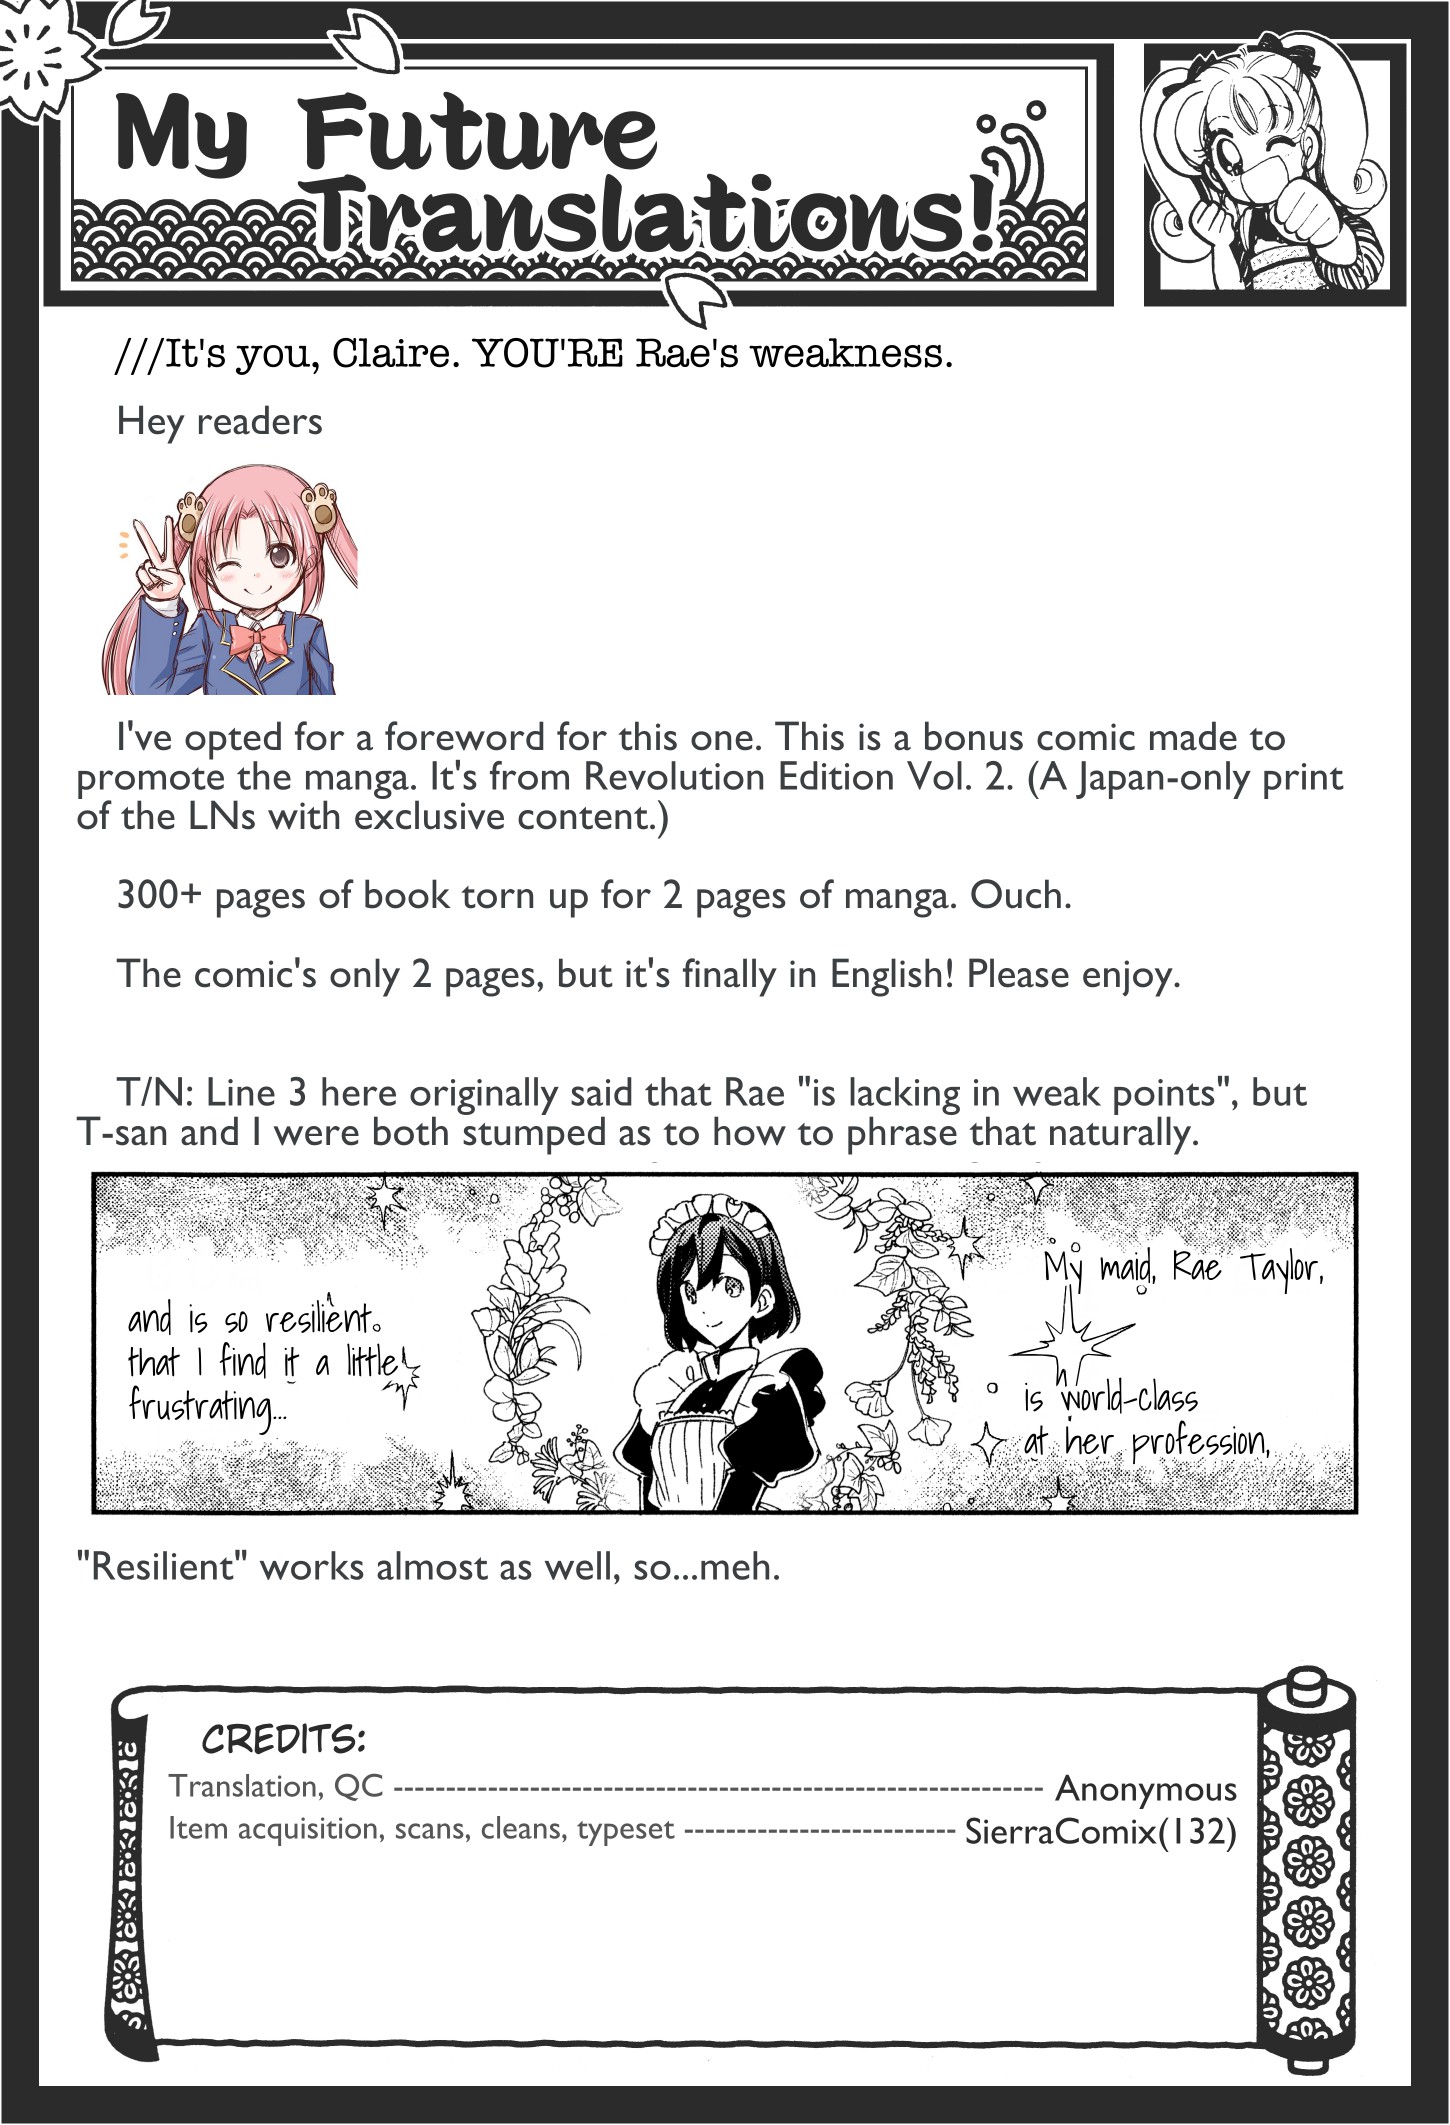 My Future
Translations!
///It's you, Claire. YOU'RE Rae's weakness.
Hey readers
I've opted for a foreword for this one. This is a bonus comic made to
promote the manga. It's from Revolution Edition Vol. 2. (A Japan-only print
of the LNs with exclusive content.)
300+ pages of book torn up for 2 pages of manga. Ouch.
The comic's only 2 pages, but it's finally in English! Please enjoy.
T/N: Line 3 here originally said that Rae "is lacking in weak points", but
T-san and I were both stumped as to how to phrase that naturally.
My maid, Rae Taylor,
is world-class
at her profession,
and is so resilient
that I find it a little
frustrating...
"Resilient" works almost as well, so...meh.
CREDITS:
Translation, QC -------------------------------------------------------------- Anonymous
Item acquisition, scans, cleans, typeset -------------------------- SierraComix(132)